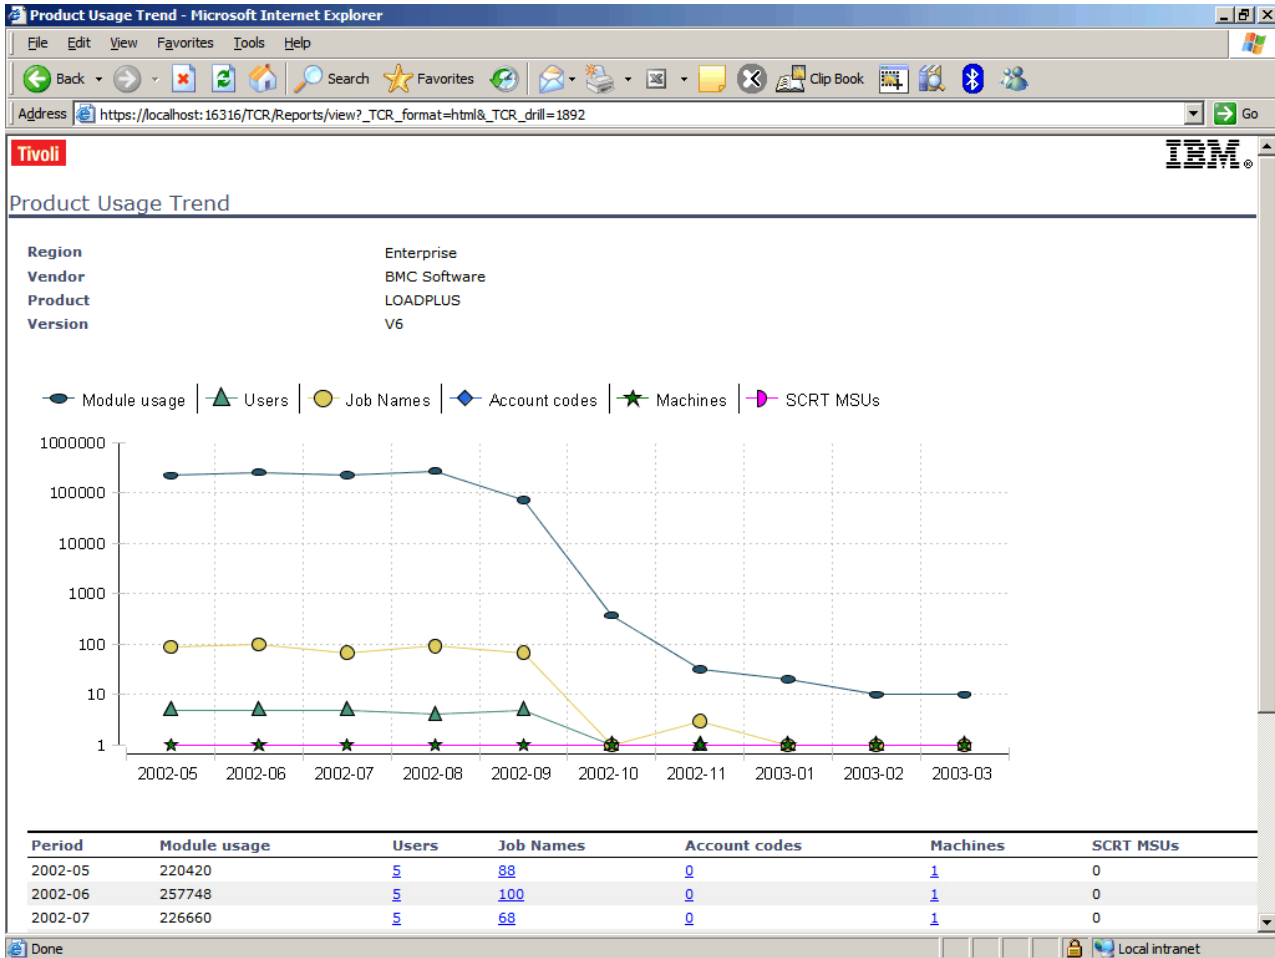 Product Usage Trend - Microsoft Internet Explorer
File Edit View Favorites Tools Help
Back Search Favorites Clip Book
Address https://localhost:16316/TCR/Reports/view?_TCR_format=html&_TCR_drill=1892 Go
Tivoli IBM®
Product Usage Trend
Region Enterprise
Vendor BMC Software
Product LOADPLUS
Version V6
Module usage Users Job Names Account codes Machines SCRT MSUs
1000000
100000
10000
1000
100
10
1
2002-05 2002-06 2002-07 2002-08 2002-09 2002-10 2002-11 2003-01 2003-02 2003-03
Period Module usage Users Job Names Account codes Machines SCRT MSUs
2002-05 220420 5 88 0 1 0
2002-06 257748 5 100 0 1 0
2002-07 226660 5 68 0 1 0
Done Local intranet